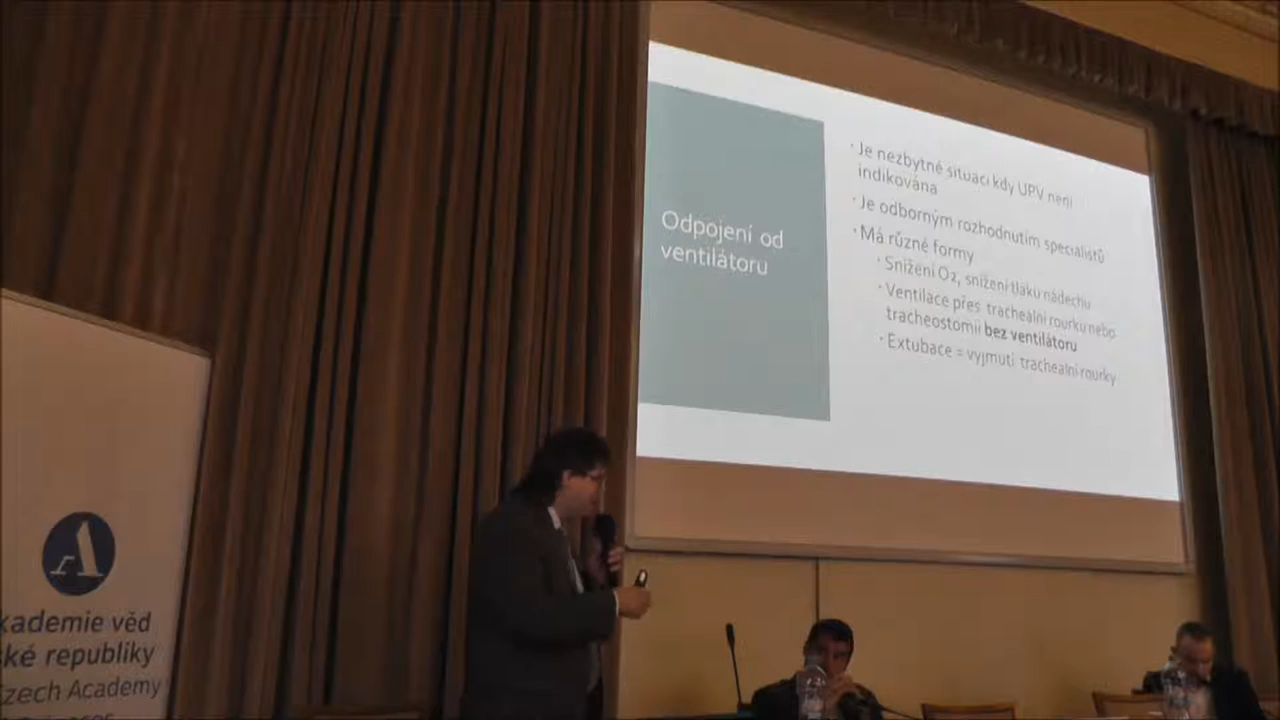 Odpojení od
ventilátoru
Je nezbytné situaci kdy UPV není
indikována
Je odborným rozhodnutím specialistů
Má různé formy
Snížení O2, snížení tlaku nádechu
Ventilace přes tracheální rourku nebo
tracheostomii bez ventilátoru
Extubace = vyjmutí tracheální rourky
A
kademie věd
ké republiky
zech Academy